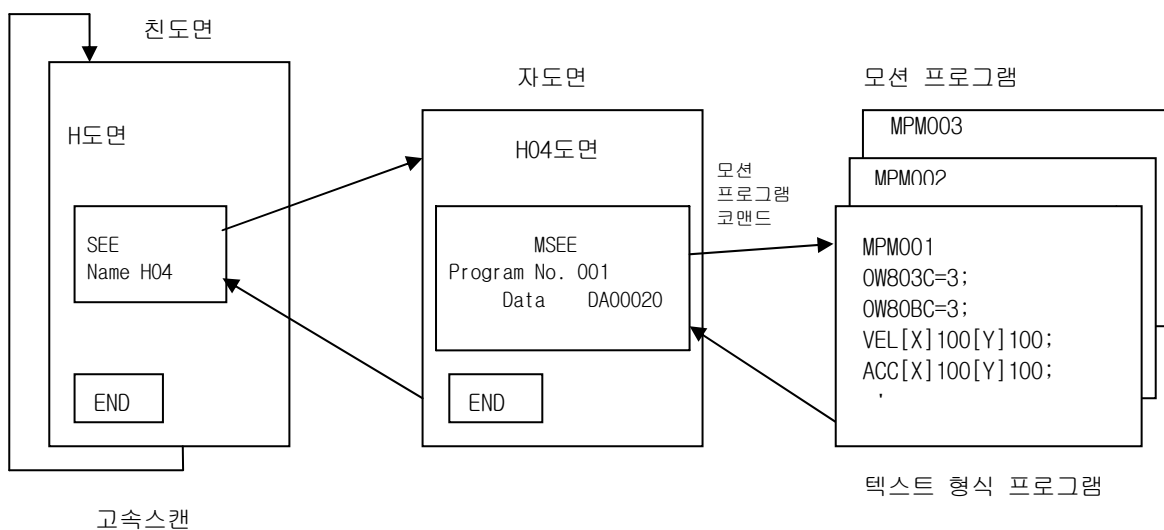 친도면
H도면
SEE
Name H04
END
고속스캔
자도면
H04도면
MSEE
Program No. 001
Data DA00020
END
모션
프로그램
코맨드
모션 프로그램
MPM003
MPM002
MPM001
OW803C=3;
OW80BC=3;
VEL[X]100[Y]100;
ACC[X]100[Y]100;
'
텍스트 형식 프로그램